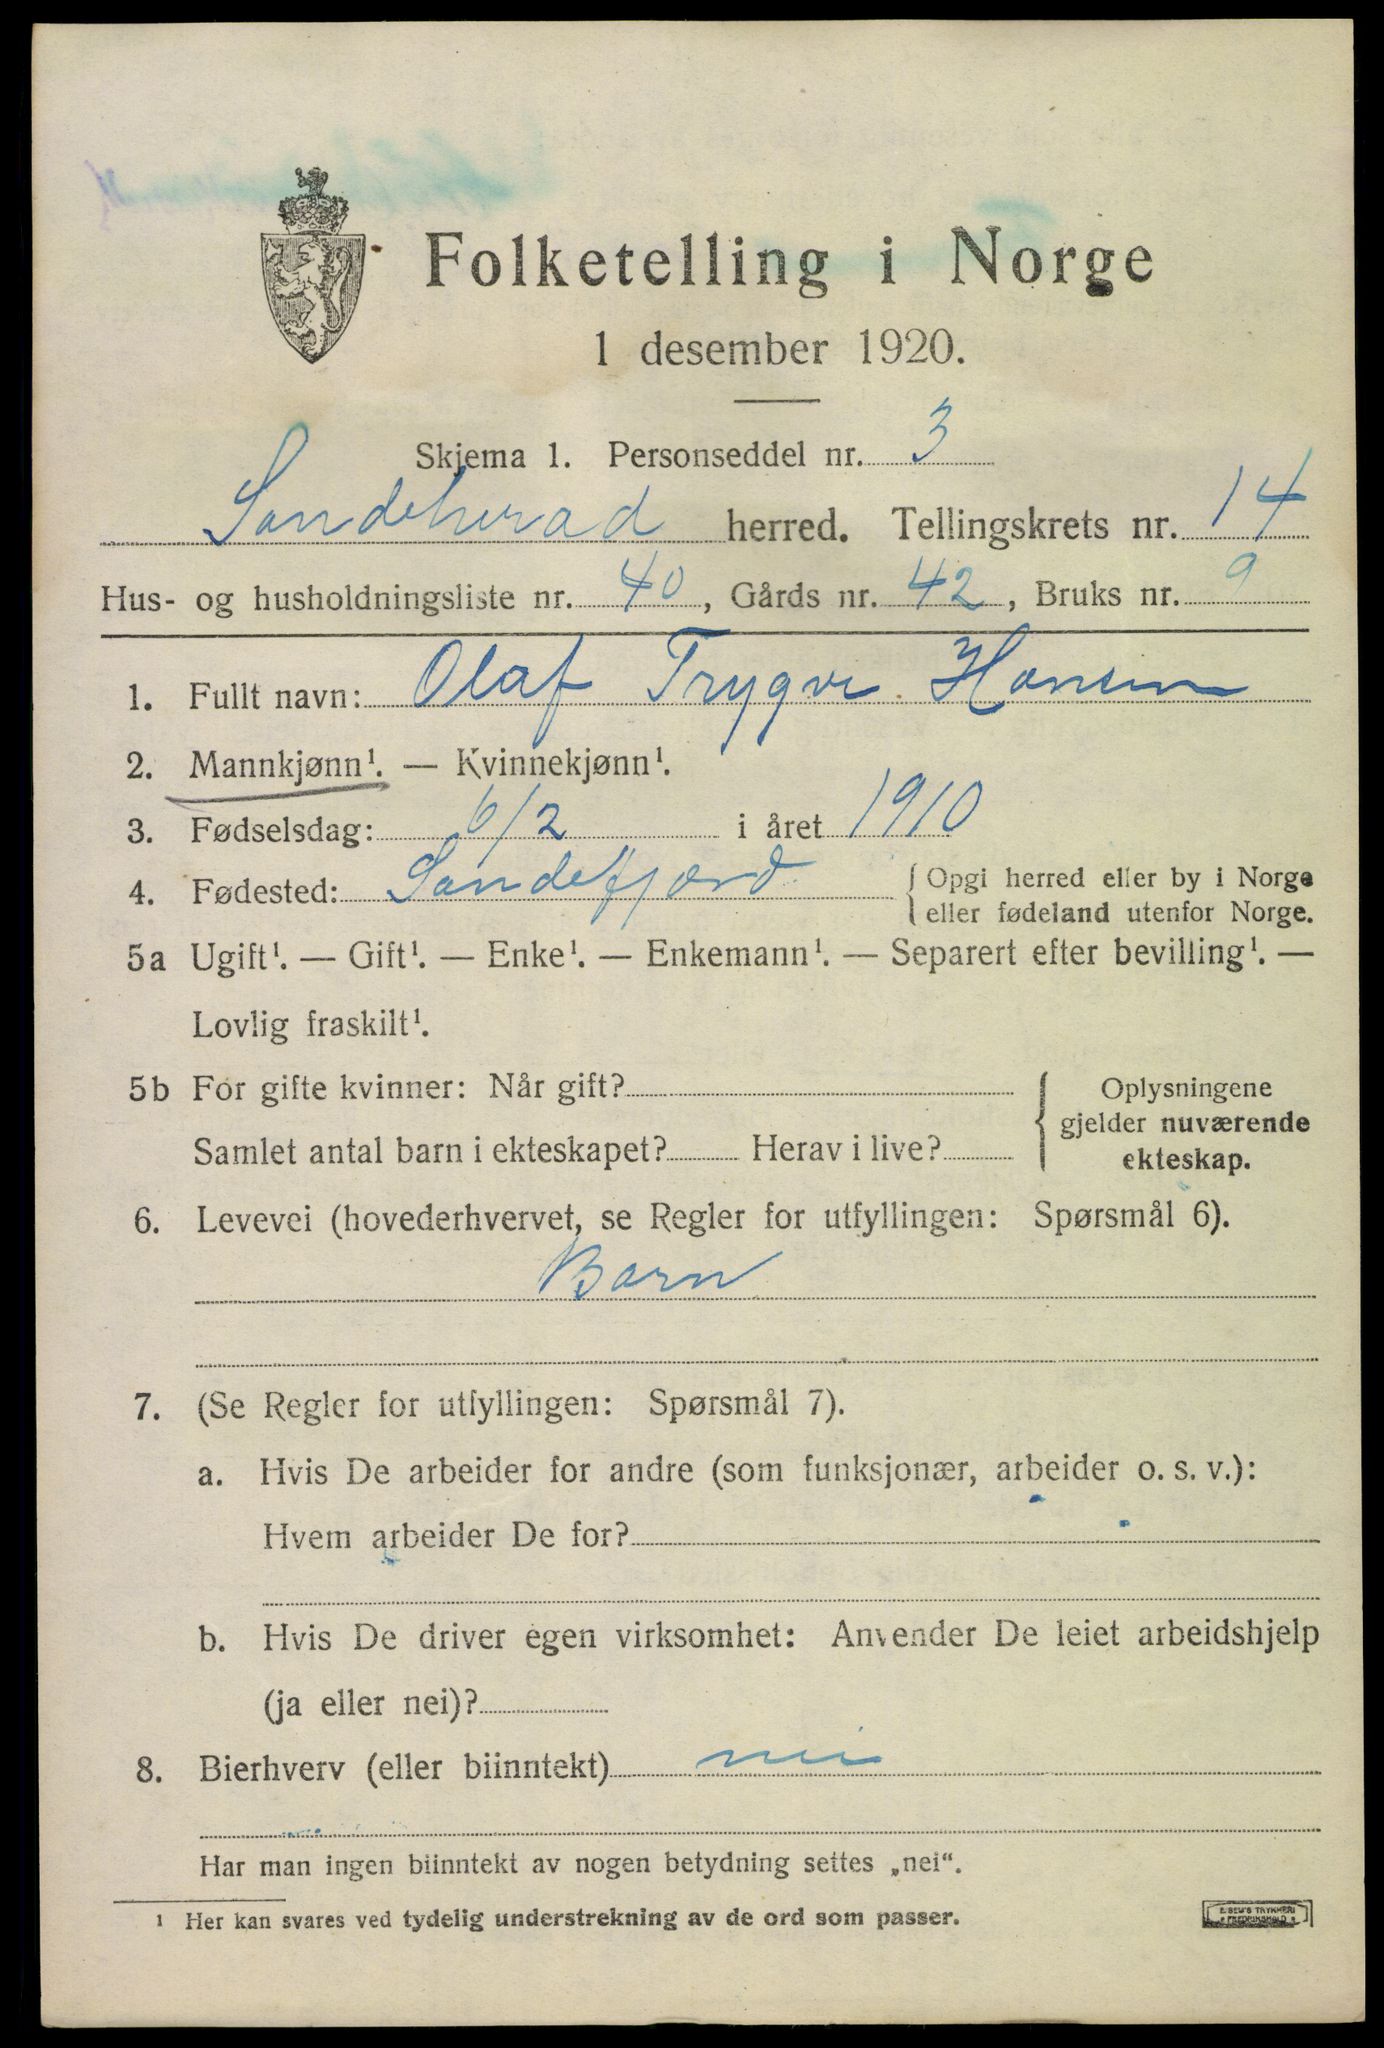 Folketelling i Norge
1 desember 1920.
Skjema 1. Personseddel nr. 3
Sandeherad herred. Tellingskrets nr. 14
Hus- og husholdningsliste nr. 40, Gårds nr. 42, Bruks nr. 9
1. Fullt navn: Olaf Trygve Hansen
2. Mannkjønn¹. — Kvinnekjønn¹.
3. Fødselsdag: 6/2 i året 1910
4. Fødested: Sandefjord { Opgi herred eller by i Norge
eller fødeland utenfor Norge.
5a Ugift¹. — Gift¹. — Enke¹. — Enkemann¹. — Separert efter bevilling¹. —
Lovlig fraskilt¹.
5b For gifte kvinner: Når gift?
Samlet antal barn i ekteskapet? Herav i live?
{ Oplysningene
gjelder nuværende
ekteskap.
6. Levevei (hovederhvervet, se Regler for utfyllingen: Spørsmål 6).
Barn
7. (Se Regler for utfyllingen: Spørsmål 7).
a. Hvis De arbeider for andre (som funksjonær, arbeider o. s. v.):
Hvem arbeider De for?
b. Hvis De driver egen virksomhet: Anvender De leiet arbeidshjelp
(ja eller nei)?
8. Bierhverv (eller biinntekt) nei
Har man ingen biinntekt av nogen betydning settes „nei“.
¹ Her kan svares ved tydelig understrekning av de ord som passer.
E. SEM'S TRYKKERI
FREDRIKSHALD